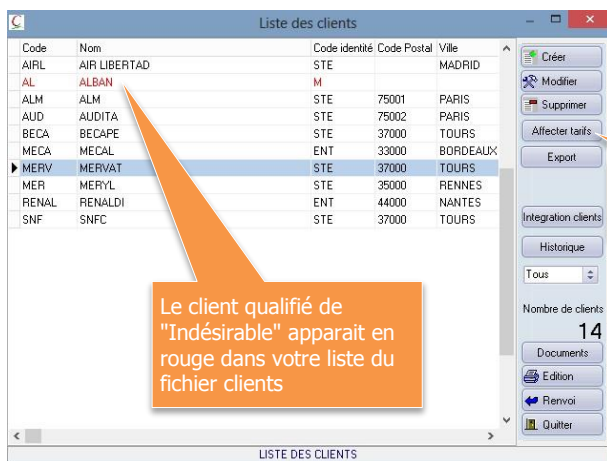 Liste des clients
Code Nom Code identité Code Postal Ville
AIRL AIR LIBERTAD STE MADRID
AL ALBAN M
ALM ALM STE 75001 PARIS
AUD AUDITA STE 75002 PARIS
BECA BECAPE STE 37000 TOURS
MECA MECAL ENT 33000 BORDEAUX
MERV MERVAT STE 37000 TOURS
MER MERYL STE 35000 RENNES
RENAL RENALDI ENT 44000 NANTES
SNF SNFC STE 37000 TOURS
Le client qualifié de
"Indésirable" apparait en
rouge dans votre liste du
fichier clients
Créer
Modifier
Supprimer
Affecter tarifs
Export
Integration clients
Historique
Tous
Nombre de clients
14
Documents
Edition
Renvoi
Quitter
LISTE DES CLIENTS